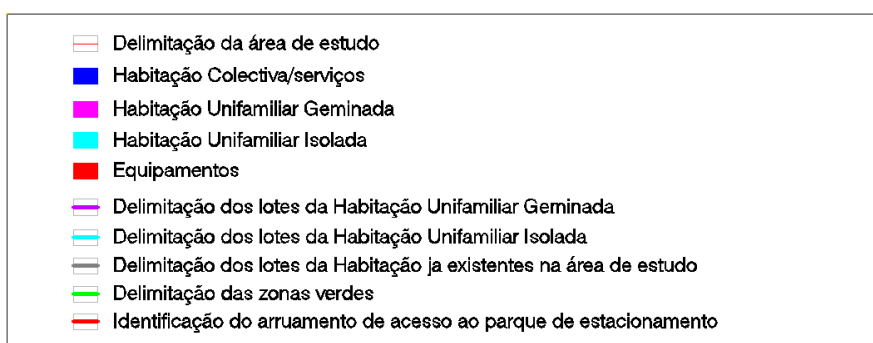 Delimitação da área de estudo
Habitação Colectiva/serviços
Habitação Unifamiliar Geminada
Habitação Unifamiliar Isolada
Equipamentos
Delimitação dos lotes da Habitação Unifamiliar Geminada
Delimitação dos lotes da Habitação Unifamiliar Isolada
Delimitação dos lotes da Habitação ja existentes na área de estudo
Delimitação das zonas verdes
Identificação do arruamento de acesso ao parque de estacionamento